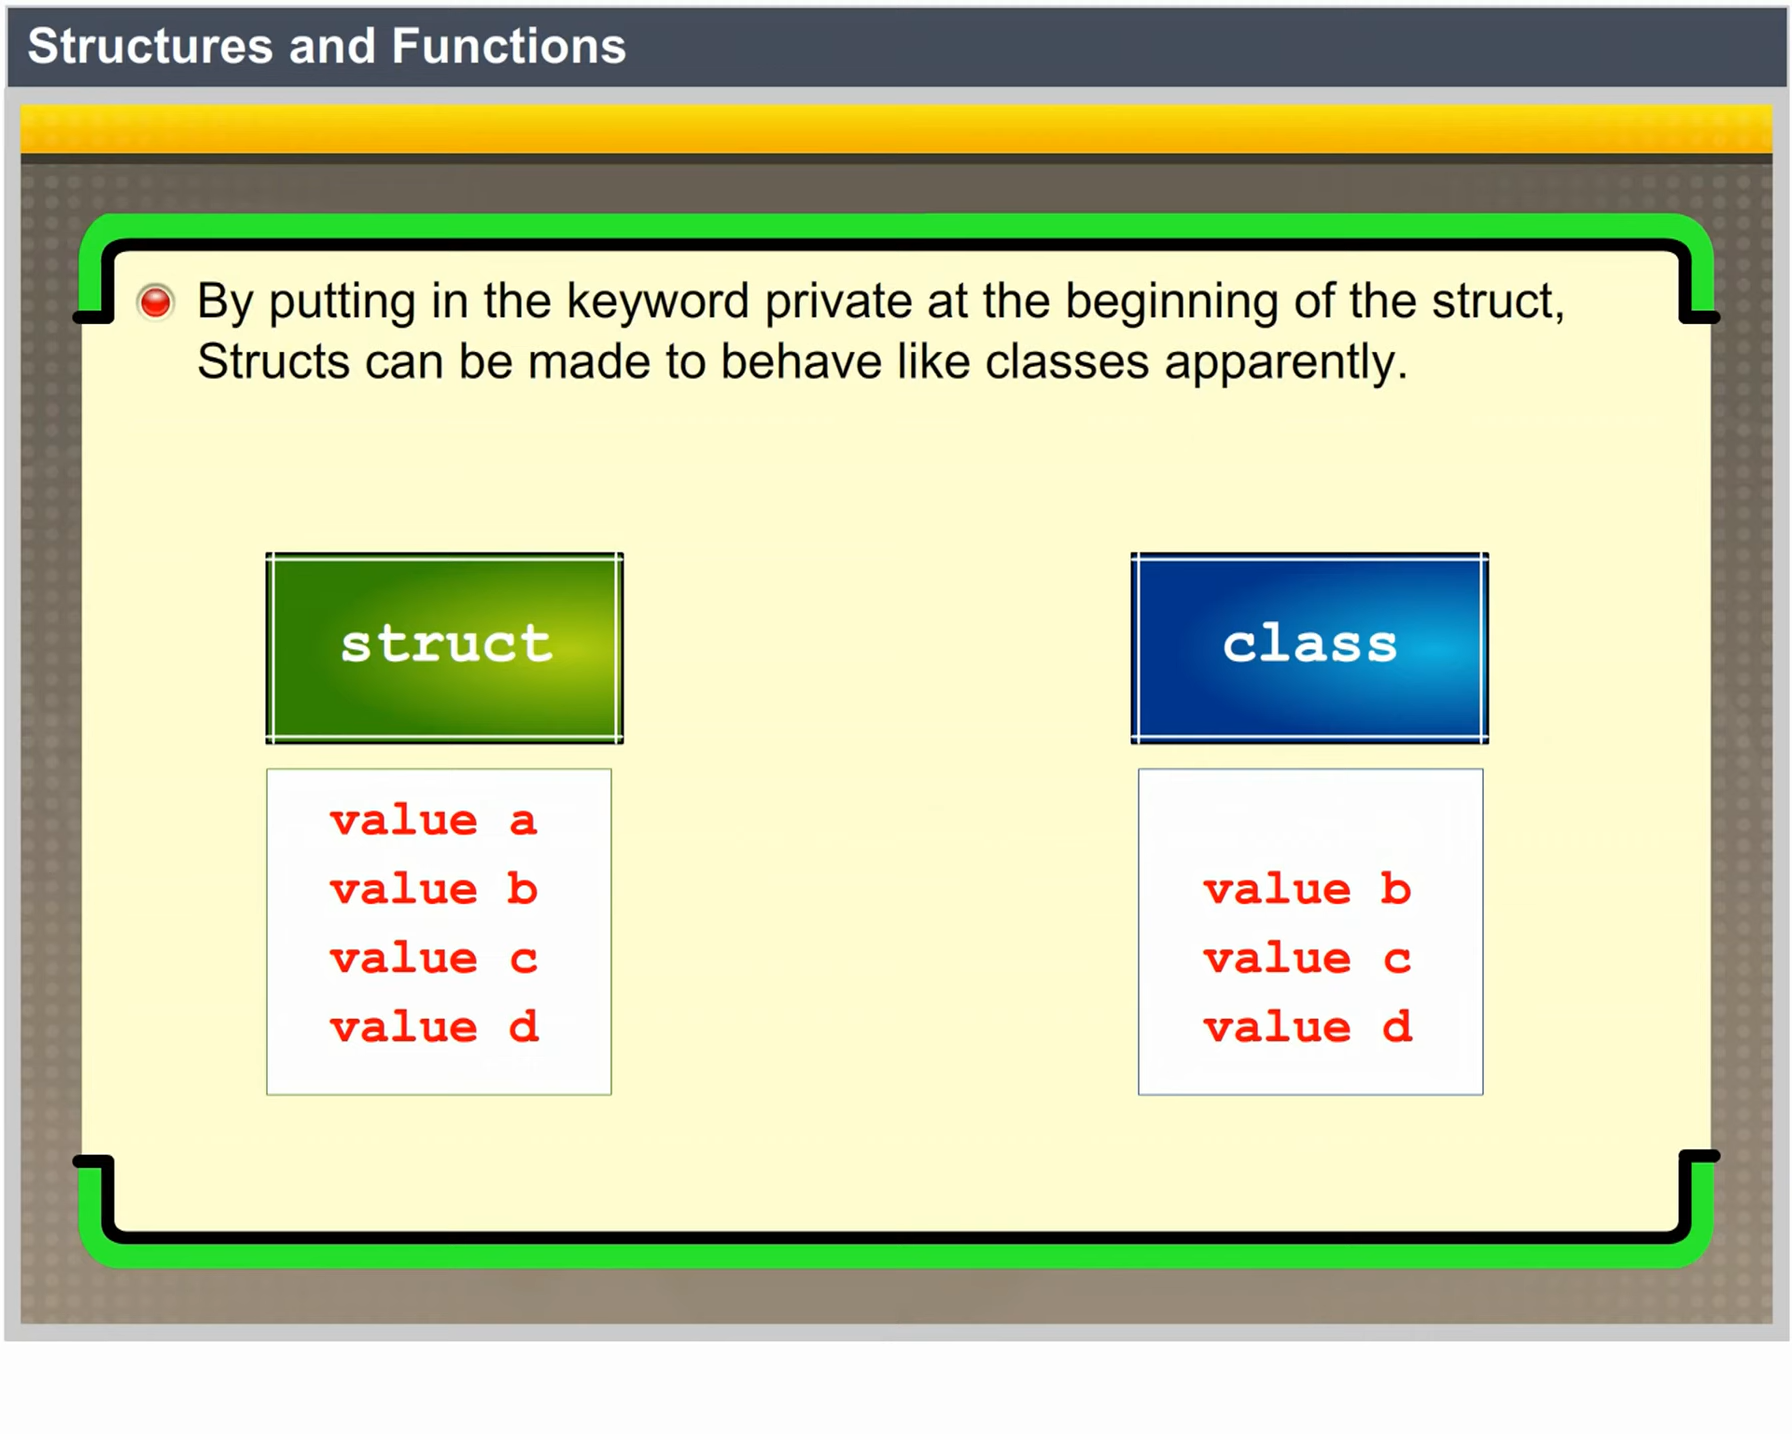 Structures and Functions
By putting in the keyword private at the beginning of the struct,
Structs can be made to behave like classes apparently.
struct
class
value a
value b
value c
value d
value b
value c
value d